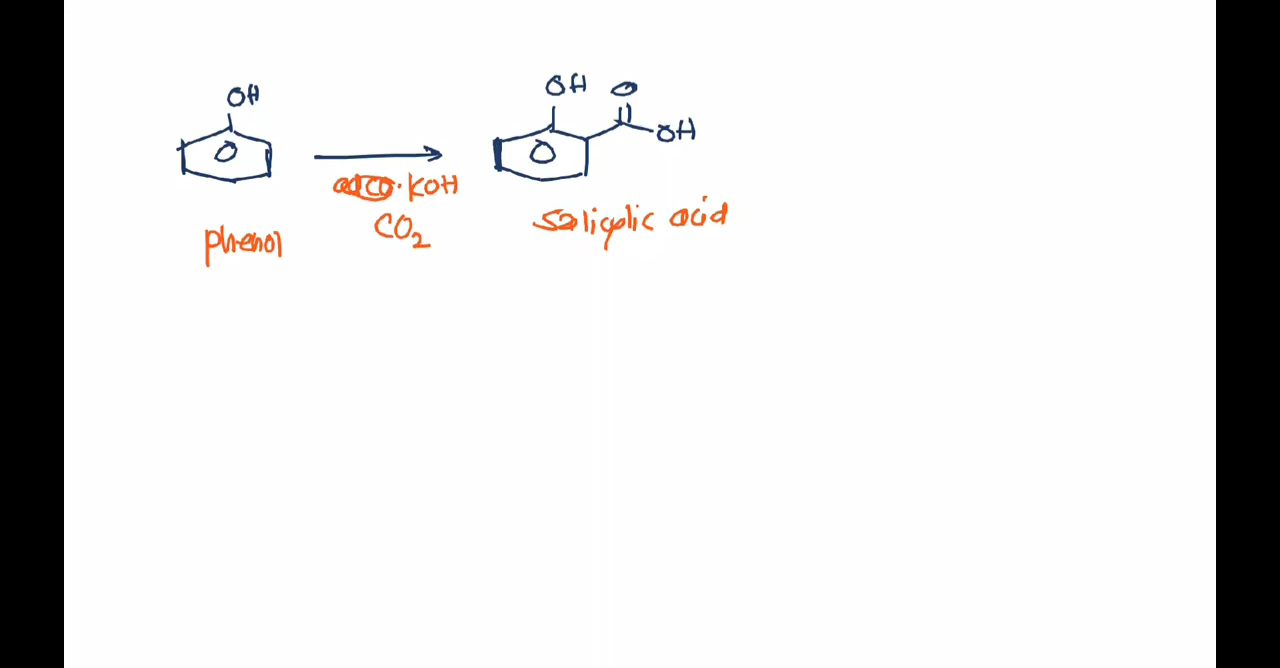 OH
OH O
OH
KOH
CO2
phenol
salicylic acid